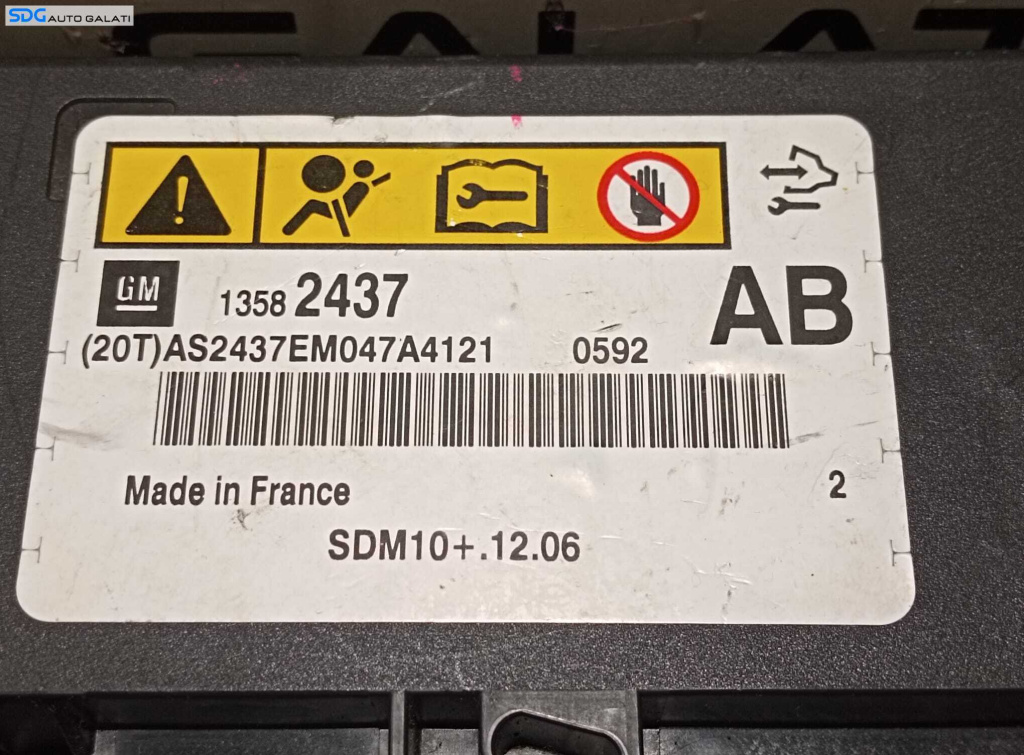 SDG AUTO GALATI
GM 1358 2437 AB
(20T)AS2437EM047A4121 0592
Made in France 2
SDM10+.12.06